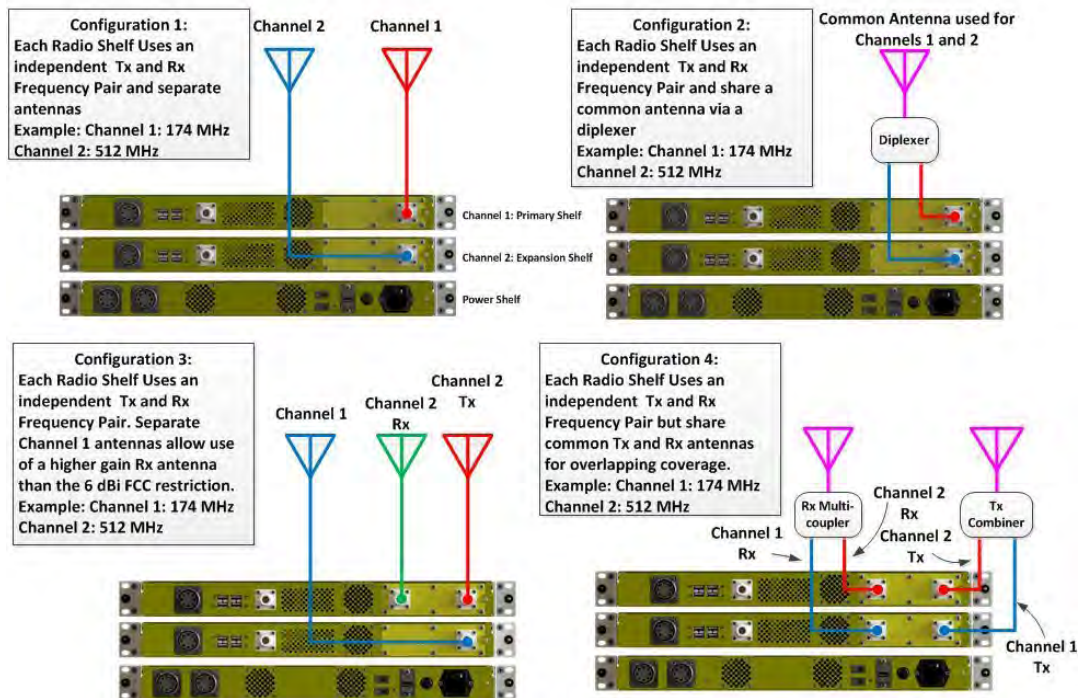 Configuration 1:
Each Radio Shelf Uses an
independent Tx and Rx
Frequency Pair and separate
antennas
Example: Channel 1: 174 MHz
Channel 2: 512 MHz
Channel 2
Channel 1
Channel 1: Primary Shelf
Channel 2: Expansion Shelf
Power Shelf
Configuration 2:
Each Radio Shelf Uses an
independent Tx and Rx
Frequency Pair and share a
common antenna via a
diplexer
Example: Channel 1: 174 MHz
Channel 2: 512 MHz
Common Antenna used for
Channels 1 and 2
Diplexer
Configuration 3:
Each Radio Shelf Uses an
independent Tx and Rx
Frequency Pair. Separate
Channel 1 antennas allow use
of a higher gain Rx antenna
than the 6 dBi FCC restriction.
Example: Channel 1: 174 MHz
Channel 2: 512 MHz
Channel 1
Channel 2
Rx
Channel 2
Tx
Configuration 4:
Each Radio Shelf Uses an
independent Tx and Rx
Frequency Pair but share
common Tx and Rx antennas
for overlapping coverage.
Example: Channel 1: 174 MHz
Channel 2: 512 MHz
Rx Multi-
coupler
Channel 2
Rx
Tx
Combiner
Channel 1
Rx
Channel 2
Tx
Channel 1
Tx